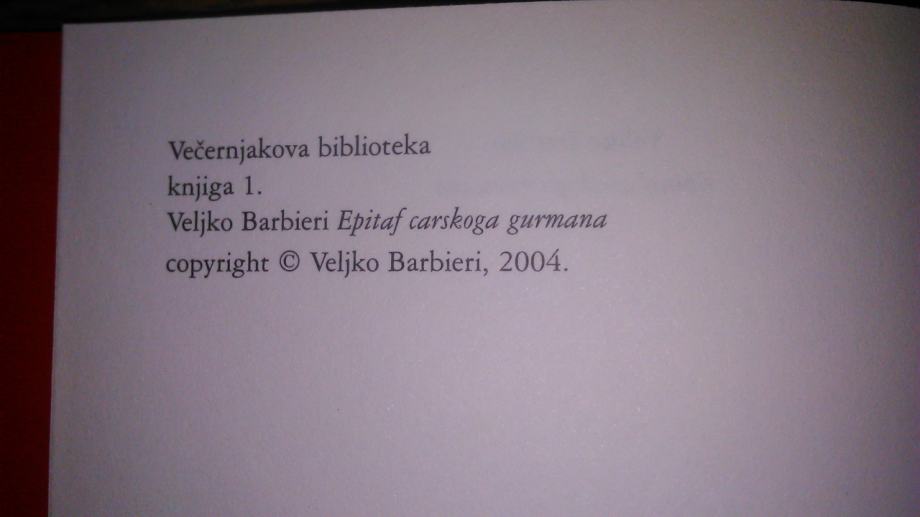 Večernjakova biblioteka
knjiga 1.
Veljko Barbieri Epitaf carskoga gurmana
copyright © Veljko Barbieri, 2004.